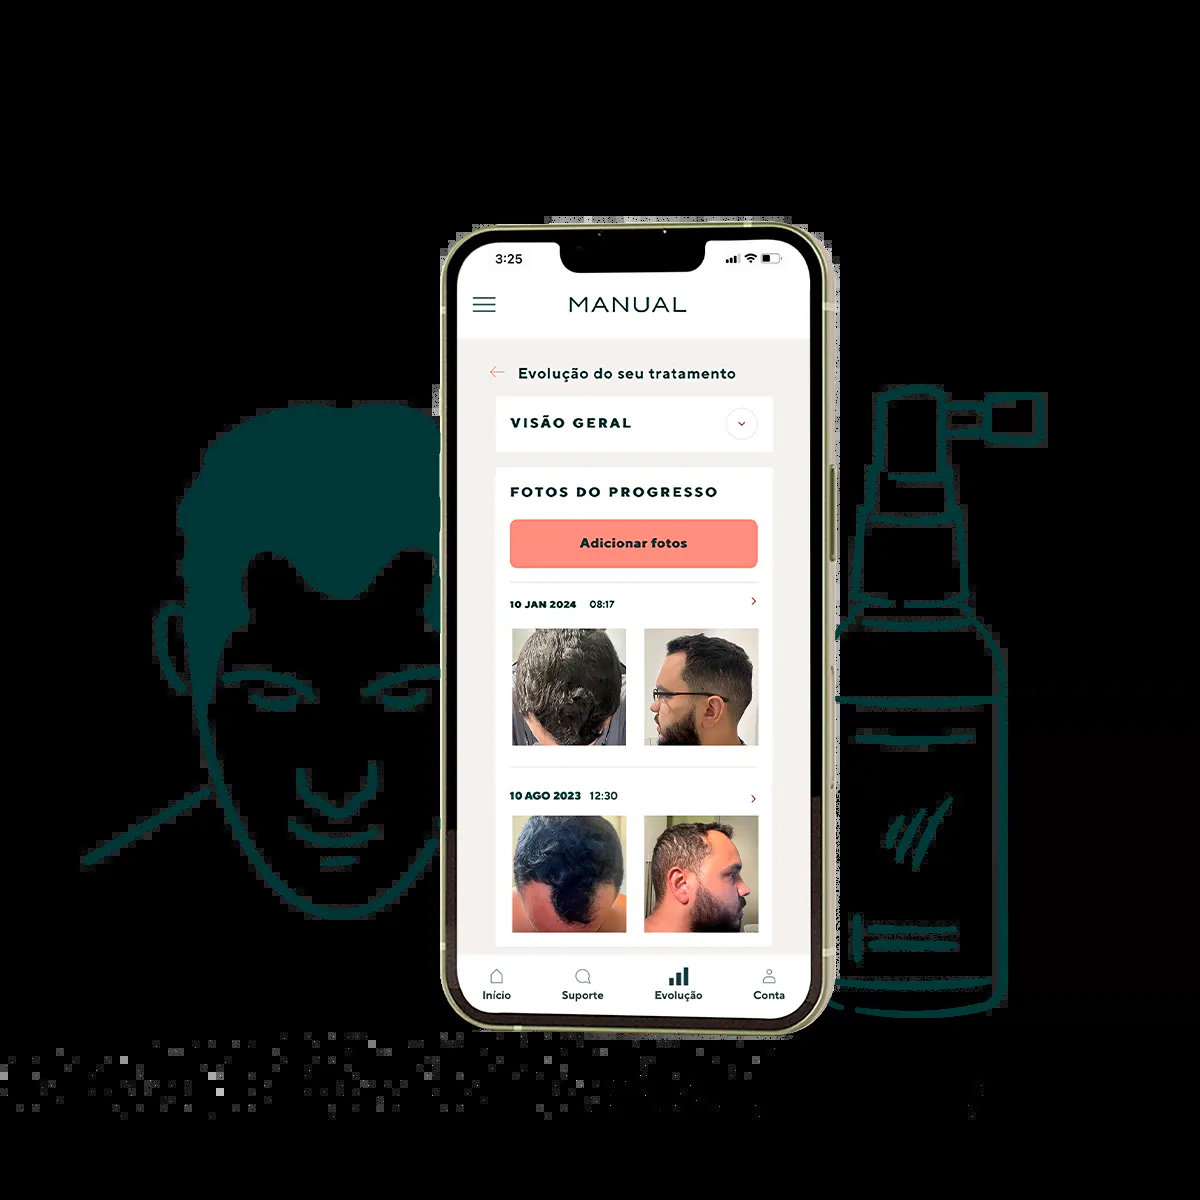 3:25
MANUAL
Evolução do seu tratamento
VISÃO GERAL
FOTOS DO PROGRESSO
Adicionar fotos
10 JAN 2024 08:17
10 AGO 2023 12:30
Início Suporte Evolução Conta